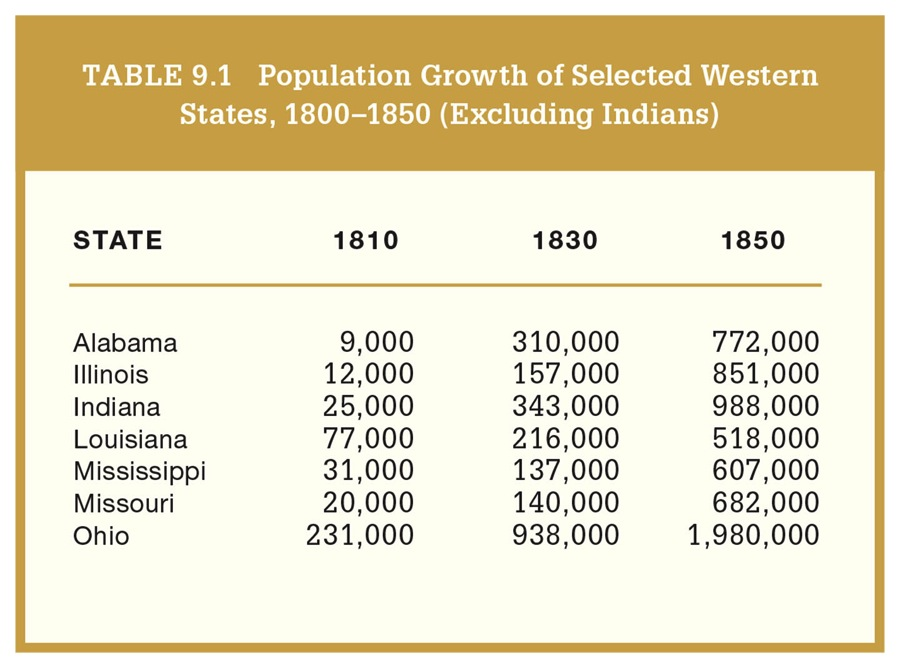 TABLE 9.1 Population Growth of Selected Western
States, 1800–1850 (Excluding Indians)
STATE 1810 1830 1850
Alabama 9,000 310,000 772,000
Illinois 12,000 157,000 851,000
Indiana 25,000 343,000 988,000
Louisiana 77,000 216,000 518,000
Mississippi 31,000 137,000 607,000
Missouri 20,000 140,000 682,000
Ohio 231,000 938,000 1,980,000